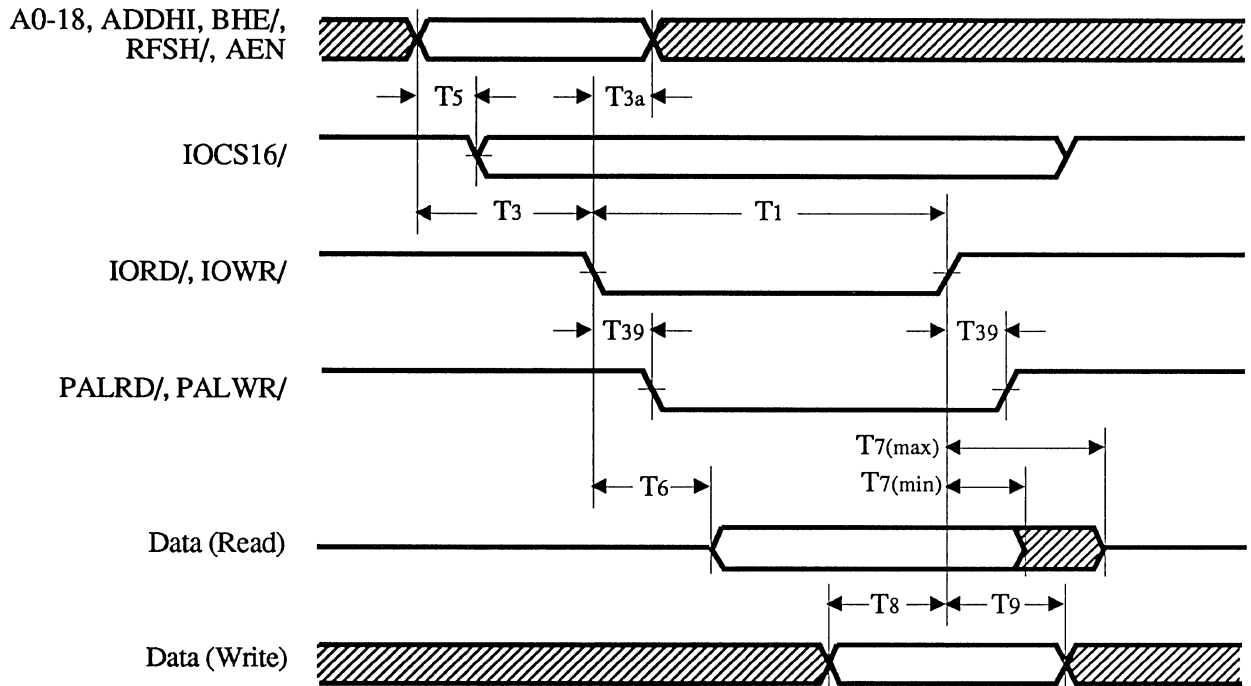 A0-18, ADDHI, BHE/,
RFSH/, AEN
T5
T3a
IOCS16/
T3
T1
IORD/, IOWR/
T39
T39
PALRD/, PALWR/
T7(max)
T6
T7(min)
Data (Read)
T8
T9
Data (Write)